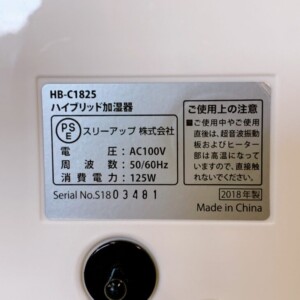 HB-C1825
ハイブリッド加湿器
PS
E
スリーアップ 株式会社
電圧:AC100V
周波数:50/60Hz
消費電力:125W
Serial No.S1803481
ご使用上の注意
■ご使用中やご使用
直後は、超音波振動
板およびヒーター
部は高温になって
いますので、直接触
れないでください。
2018年製
Made in China